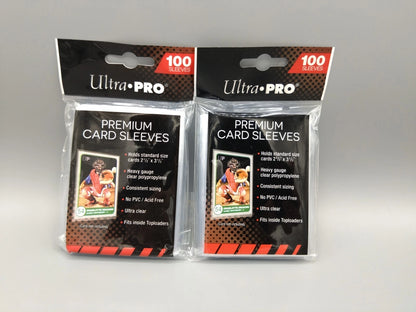 100
SLEEVES
Ultra•PRO
PREMIUM
CARD SLEEVES
• Holds standard size
cards 2½" x 3½"
• Heavy gauge
clear polypropylene
• Consistent sizing
• No PVC / Acid Free
• Ultra clear
• Fits inside Toploaders
100
SLEEVES
Ultra•PRO
PREMIUM
CARD SLEEVES
• Holds standard size
cards 2½" x 3½"
• Heavy gauge
clear polypropylene
• Consistent sizing
• No PVC / Acid Free
• Ultra clear
• Fits inside Toploaders